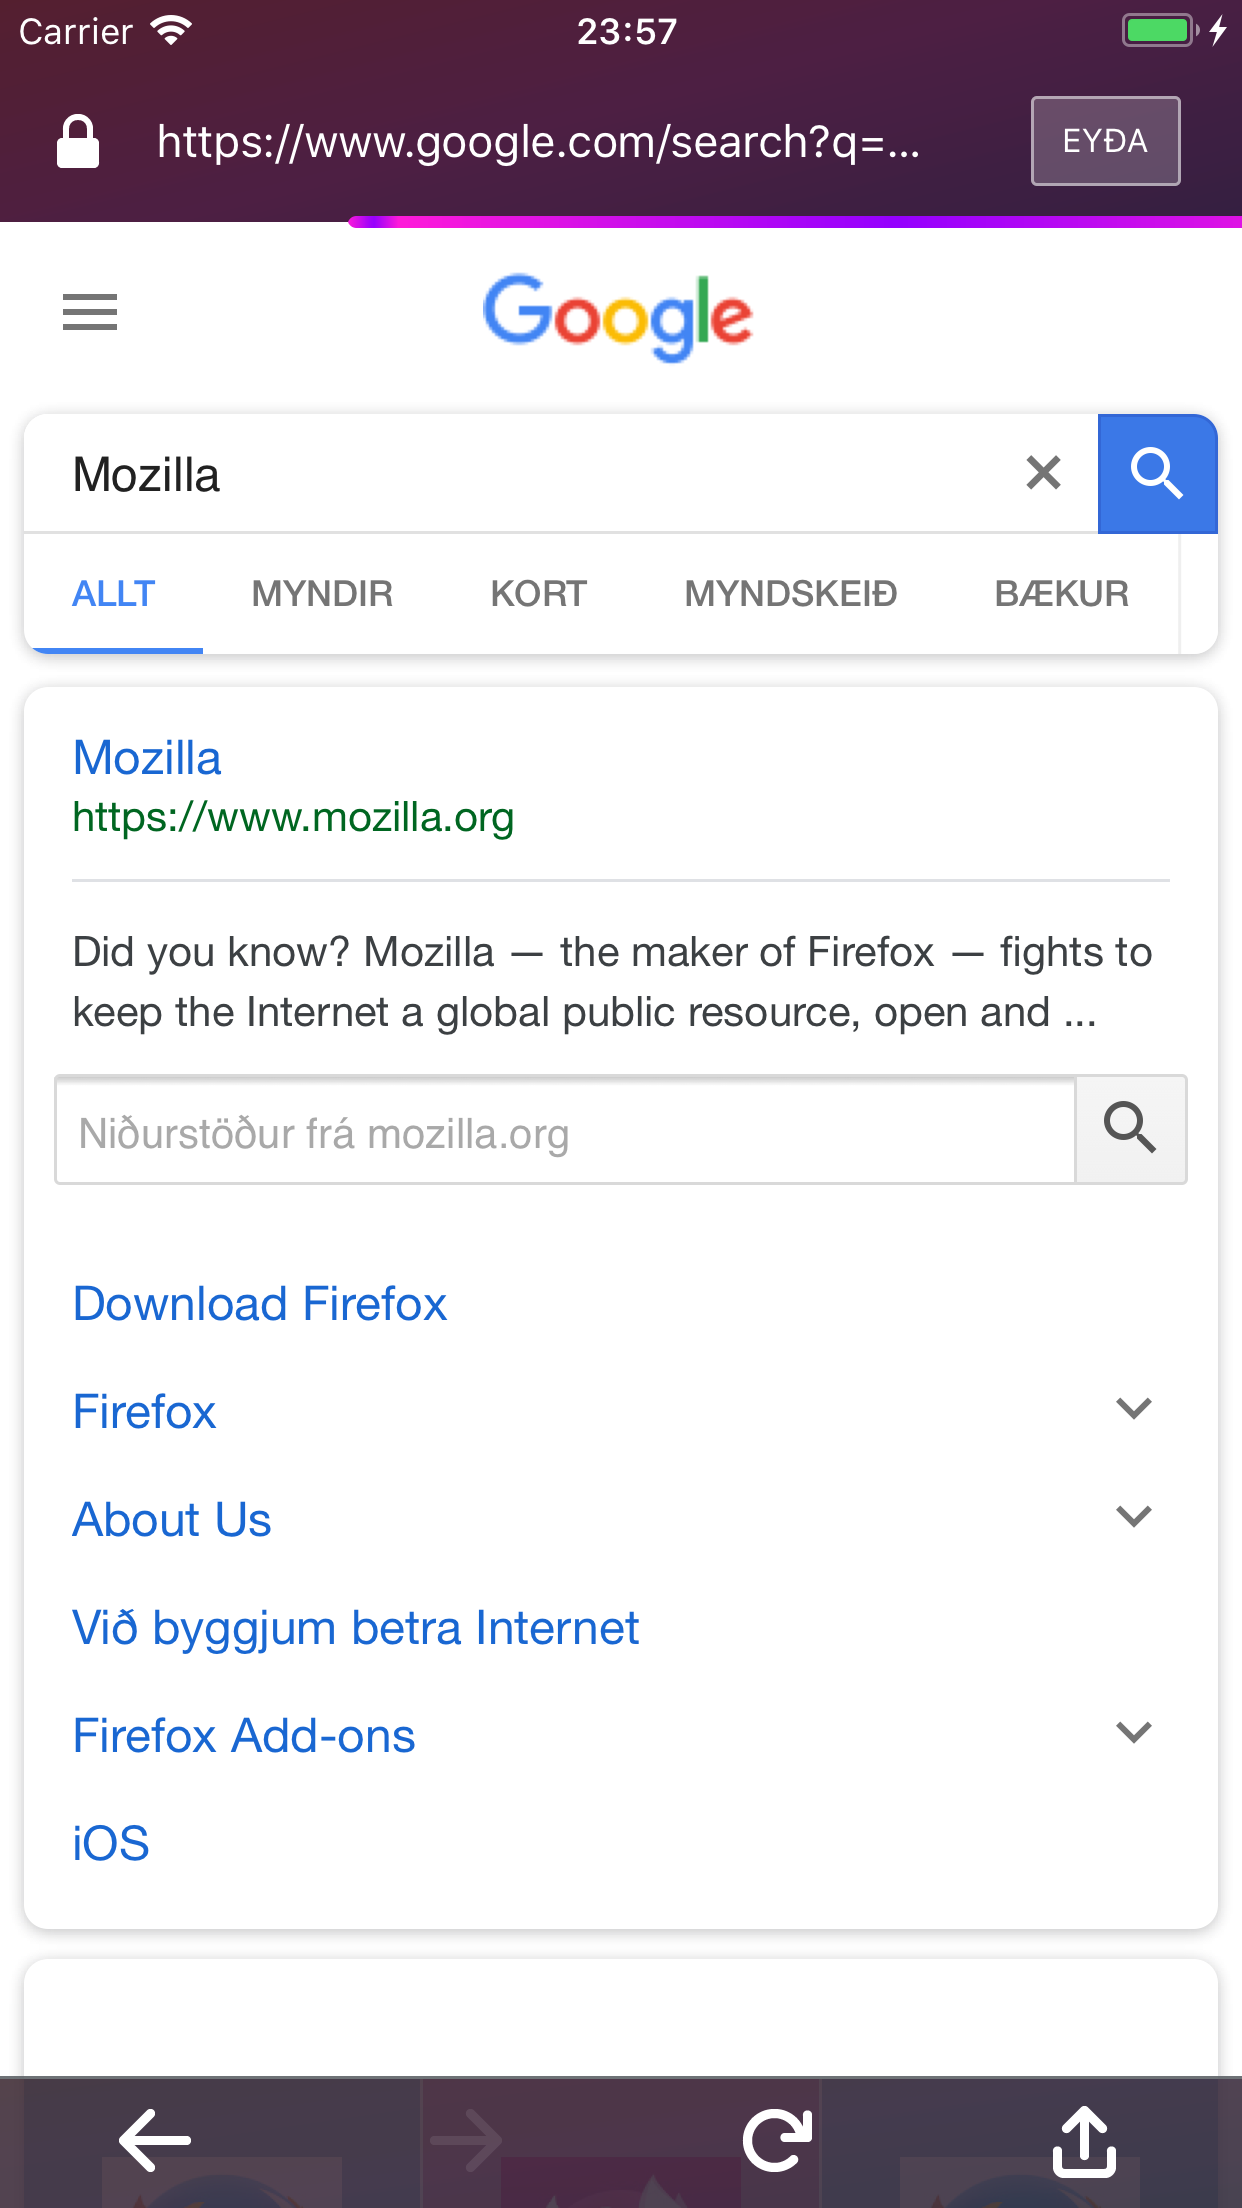 Carrier 23:57
https://www.google.com/search?q=... EYÐA
Google
Mozilla
ALLT MYNDIR KORT MYNDSKEIÐ BÆKUR
Mozilla
https://www.mozilla.org
Did you know? Mozilla — the maker of Firefox — fights to
keep the Internet a global public resource, open and ...
Niðurstöður frá mozilla.org
Download Firefox
Firefox
About Us
Við byggjum betra Internet
Firefox Add-ons
iOS